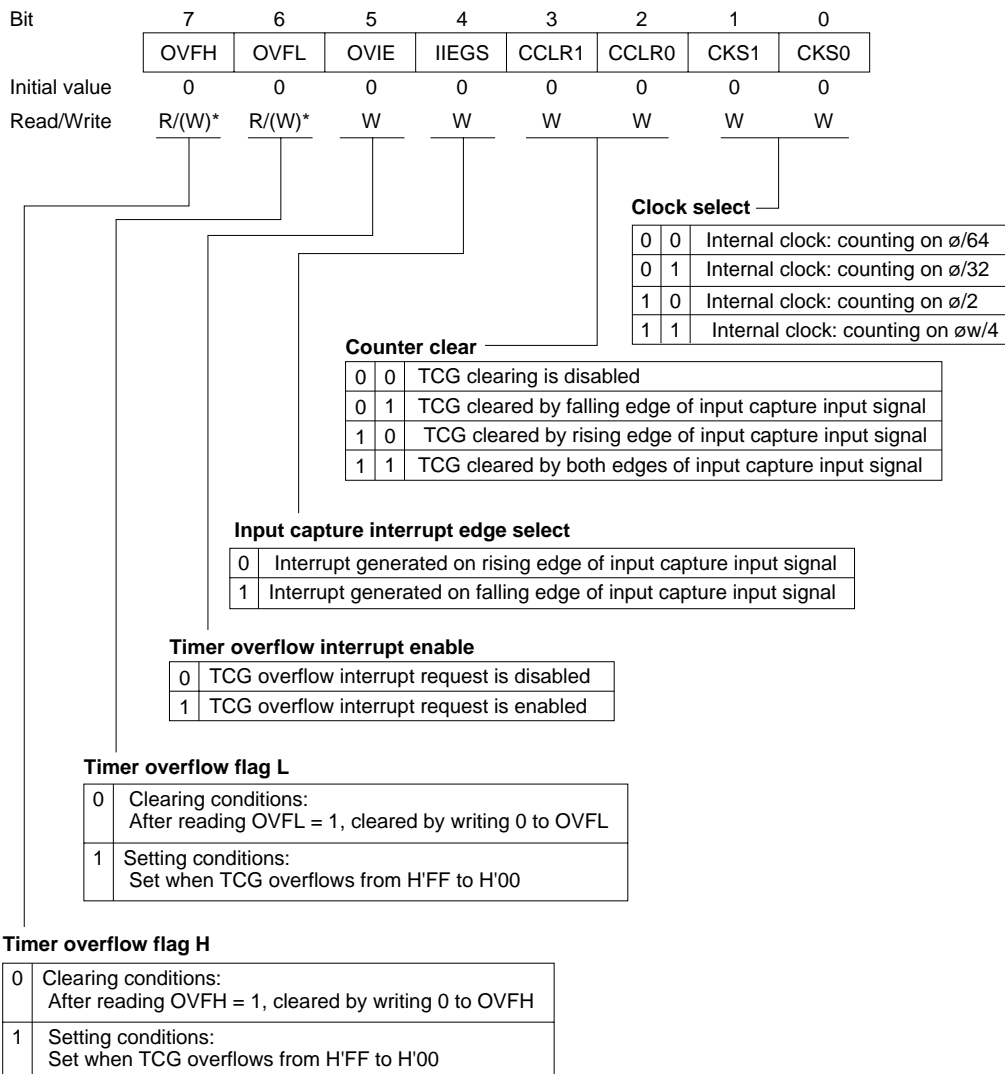 Bit 7 6 5 4 3 2 1 0
OVFH OVFL OVIE IIEGS CCLR1 CCLR0 CKS1 CKS0
Initial value 0 0 0 0 0 0 0 0
Read/Write R/(W)* R/(W)* W W W W W W
Clock select
0 0 Internal clock: counting on ø/64
0 1 Internal clock: counting on ø/32
1 0 Internal clock: counting on ø/2
1 1 Internal clock: counting on øw/4
Counter clear
0 0 TCG clearing is disabled
0 1 TCG cleared by falling edge of input capture input signal
1 0 TCG cleared by rising edge of input capture input signal
1 1 TCG cleared by both edges of input capture input signal
Input capture interrupt edge select
0 Interrupt generated on rising edge of input capture input signal
1 Interrupt generated on falling edge of input capture input signal
Timer overflow interrupt enable
0 TCG overflow interrupt request is disabled
1 TCG overflow interrupt request is enabled
Timer overflow flag L
0 Clearing conditions:
After reading OVFL = 1, cleared by writing 0 to OVFL
1 Setting conditions:
Set when TCG overflows from H'FF to H'00
Timer overflow flag H
0 Clearing conditions:
After reading OVFH = 1, cleared by writing 0 to OVFH
1 Setting conditions:
Set when TCG overflows from H'FF to H'00